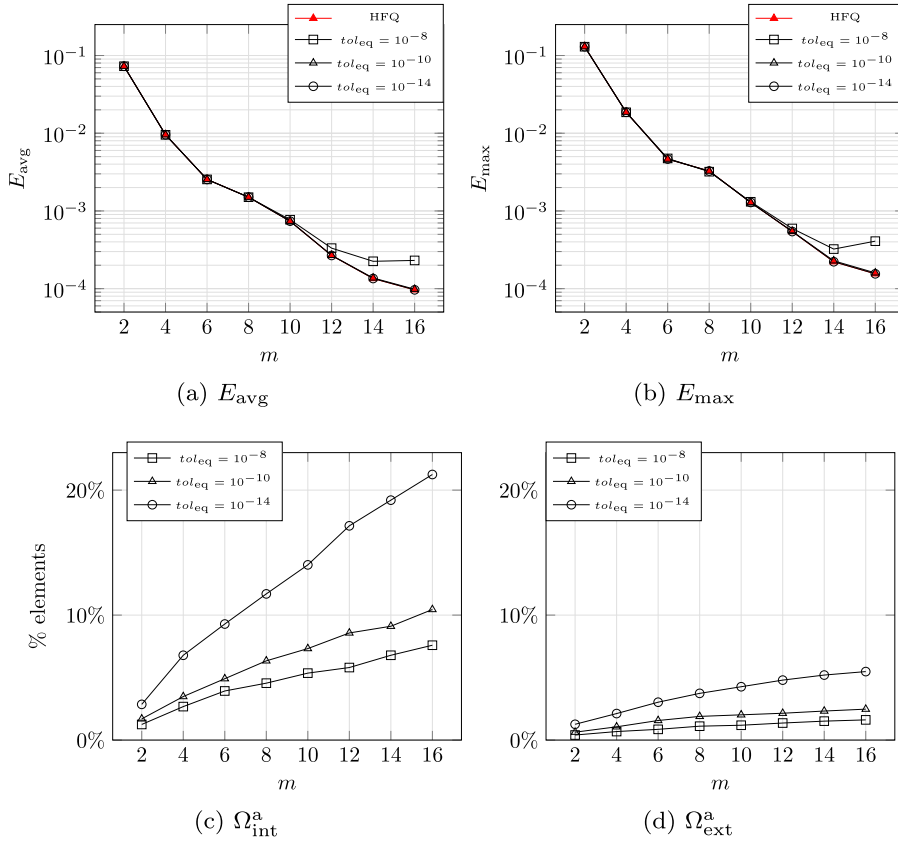 HFQ
tol_eq = 10^−8
tol_eq = 10^−10
tol_eq = 10^−14
10^−1
10^−2
10^−3
10^−4
E_avg
2 4 6 8 10 12 14 16
m
(a) E_avg
HFQ
tol_eq = 10^−8
tol_eq = 10^−10
tol_eq = 10^−14
10^−1
10^−2
10^−3
10^−4
E_max
2 4 6 8 10 12 14 16
m
(b) E_max
tol_eq = 10^−8
tol_eq = 10^−10
tol_eq = 10^−14
20%
10%
0%
% elements
2 4 6 8 10 12 14 16
m
(c) Ω^a_int
tol_eq = 10^−8
tol_eq = 10^−10
tol_eq = 10^−14
20%
10%
0%
2 4 6 8 10 12 14 16
m
(d) Ω^a_ext